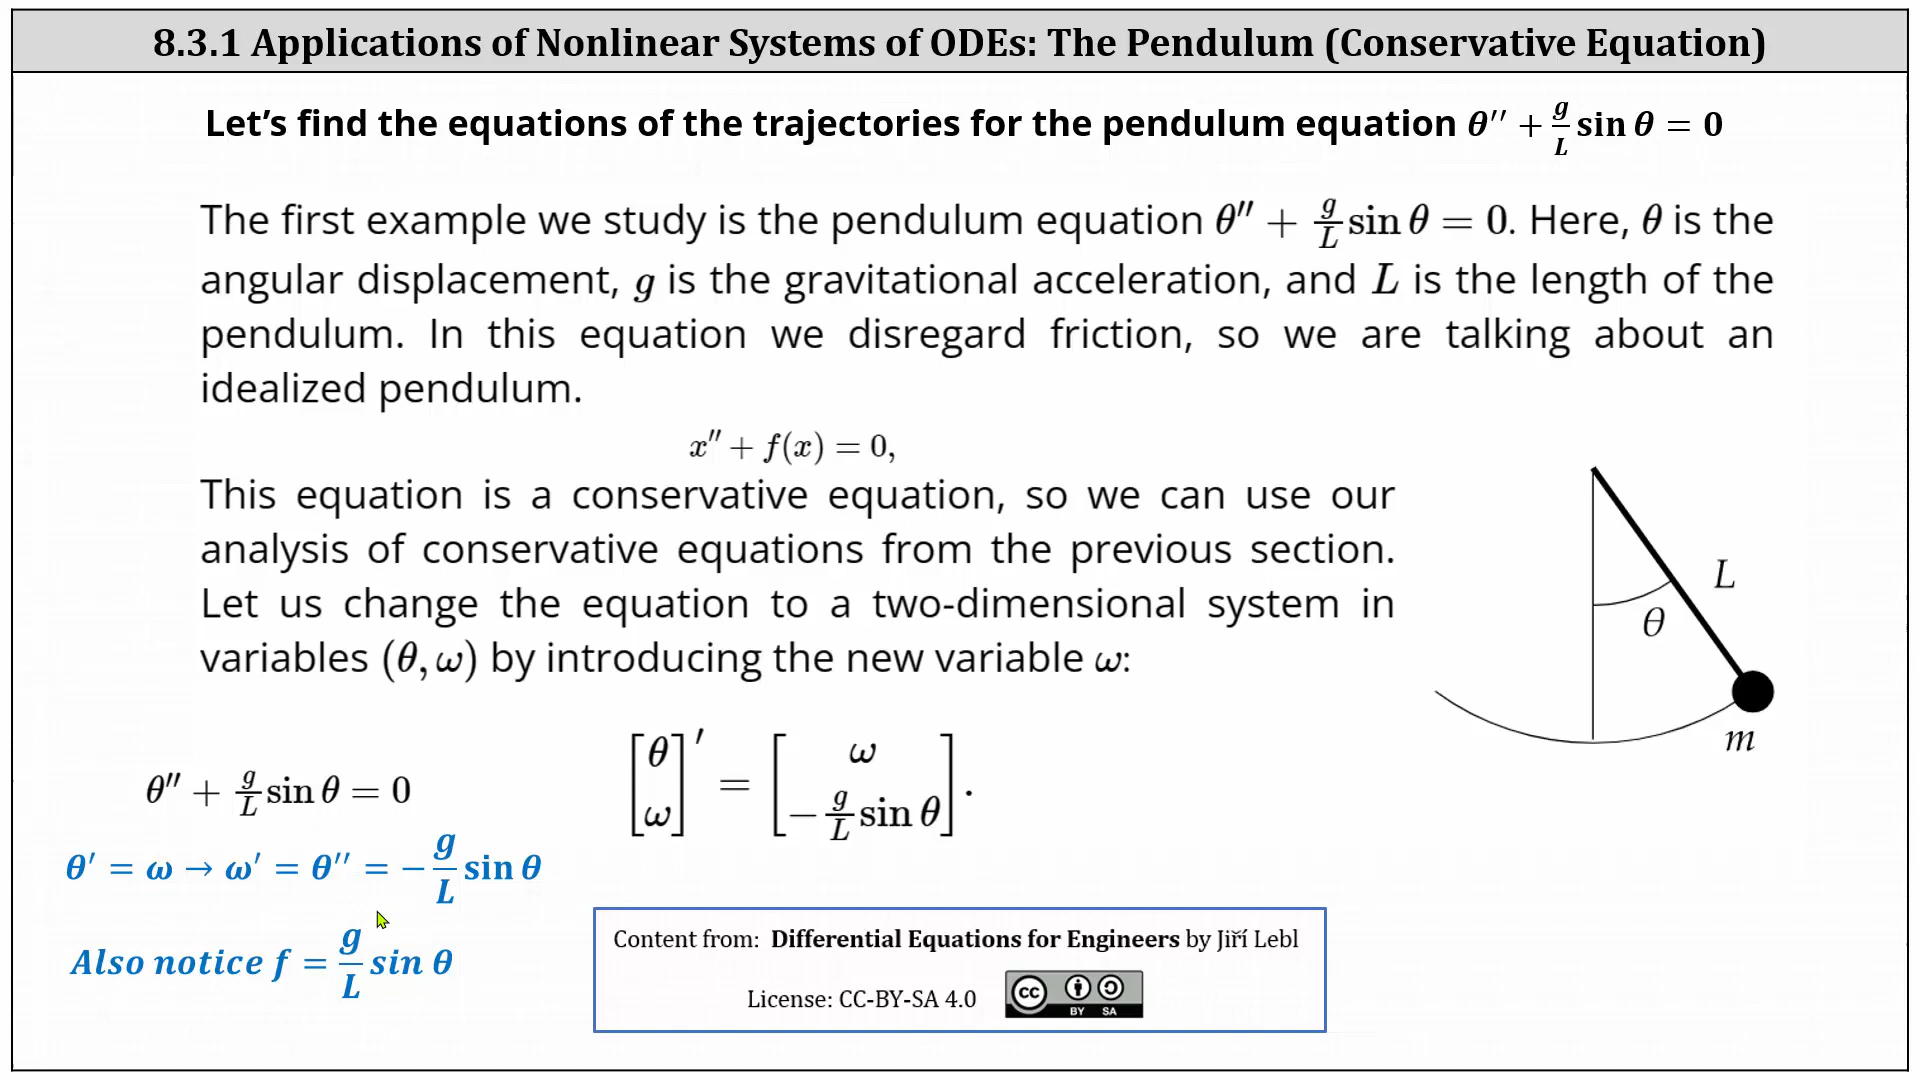 8.3.1 Applications of Nonlinear Systems of ODEs: The Pendulum (Conservative Equation)
Let’s find the equations of the trajectories for the pendulum equation θ″ + g/L sin θ = 0
The first example we study is the pendulum equation θ″ + g/L sin θ = 0. Here, θ is the
angular displacement, g is the gravitational acceleration, and L is the length of the
pendulum. In this equation we disregard friction, so we are talking about an
idealized pendulum.
x″ + f(x) = 0,
This equation is a conservative equation, so we can use our
analysis of conservative equations from the previous section.
Let us change the equation to a two-dimensional system in
variables (θ, ω) by introducing the new variable ω:
L
θ
m
θ″ + g/L sin θ = 0
[θ ω]′ = [ω −g/L sin θ].
θ′ = ω → ω′ = θ″ = −g/L sin θ
Also notice f = g/L sin θ
Content from: Differential Equations for Engineers by Jiří Lebl
License: CC-BY-SA 4.0
cc BY SA